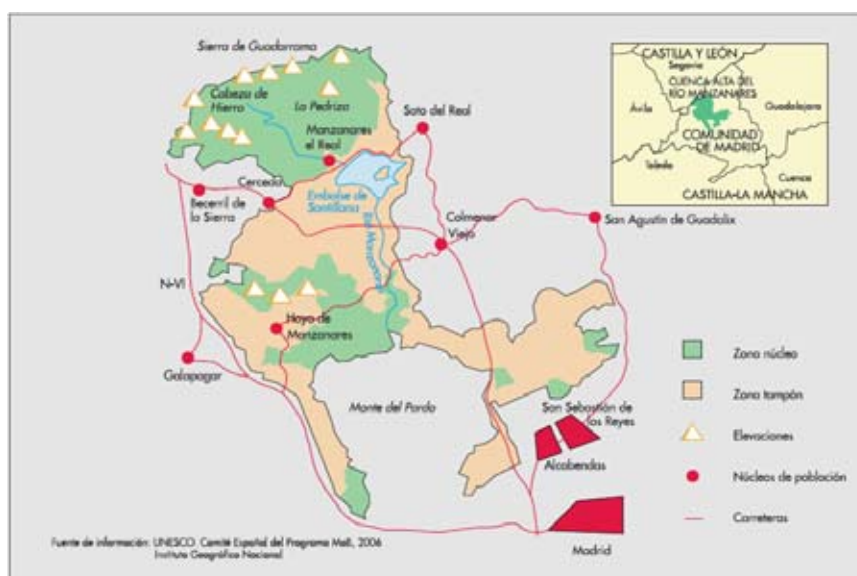 Sierra de Guadarrama
Cabeza de
Hierro
La Pedriza
Manzanares
el Real
Soto del Real
Cerceda
Becerril de
la Sierra
Embalse de
Santillana
Río Manzanares
Colmenar
Viejo
San Agustín de Guadalix
N-VI
Hoyo de
Manzanares
Galapagar
Monte del Pardo
San Sebastián de
los Reyes
Alcobendas
Madrid
CASTILLA Y LEÓN
Segovia
CUENCA ALTA DEL
RÍO MANZANARES
Ávila
Guadalajara
COMUNIDAD
DE MADRID
Toledo
Cuenca
CASTILLA-LA MANCHA
Zona núcleo
Zona tampón
Elevaciones
Núcleos de población
Carreteras
Fuente de información: UNESCO. Comité Español del Programa MaB, 2006
Instituto Geográfico Nacional